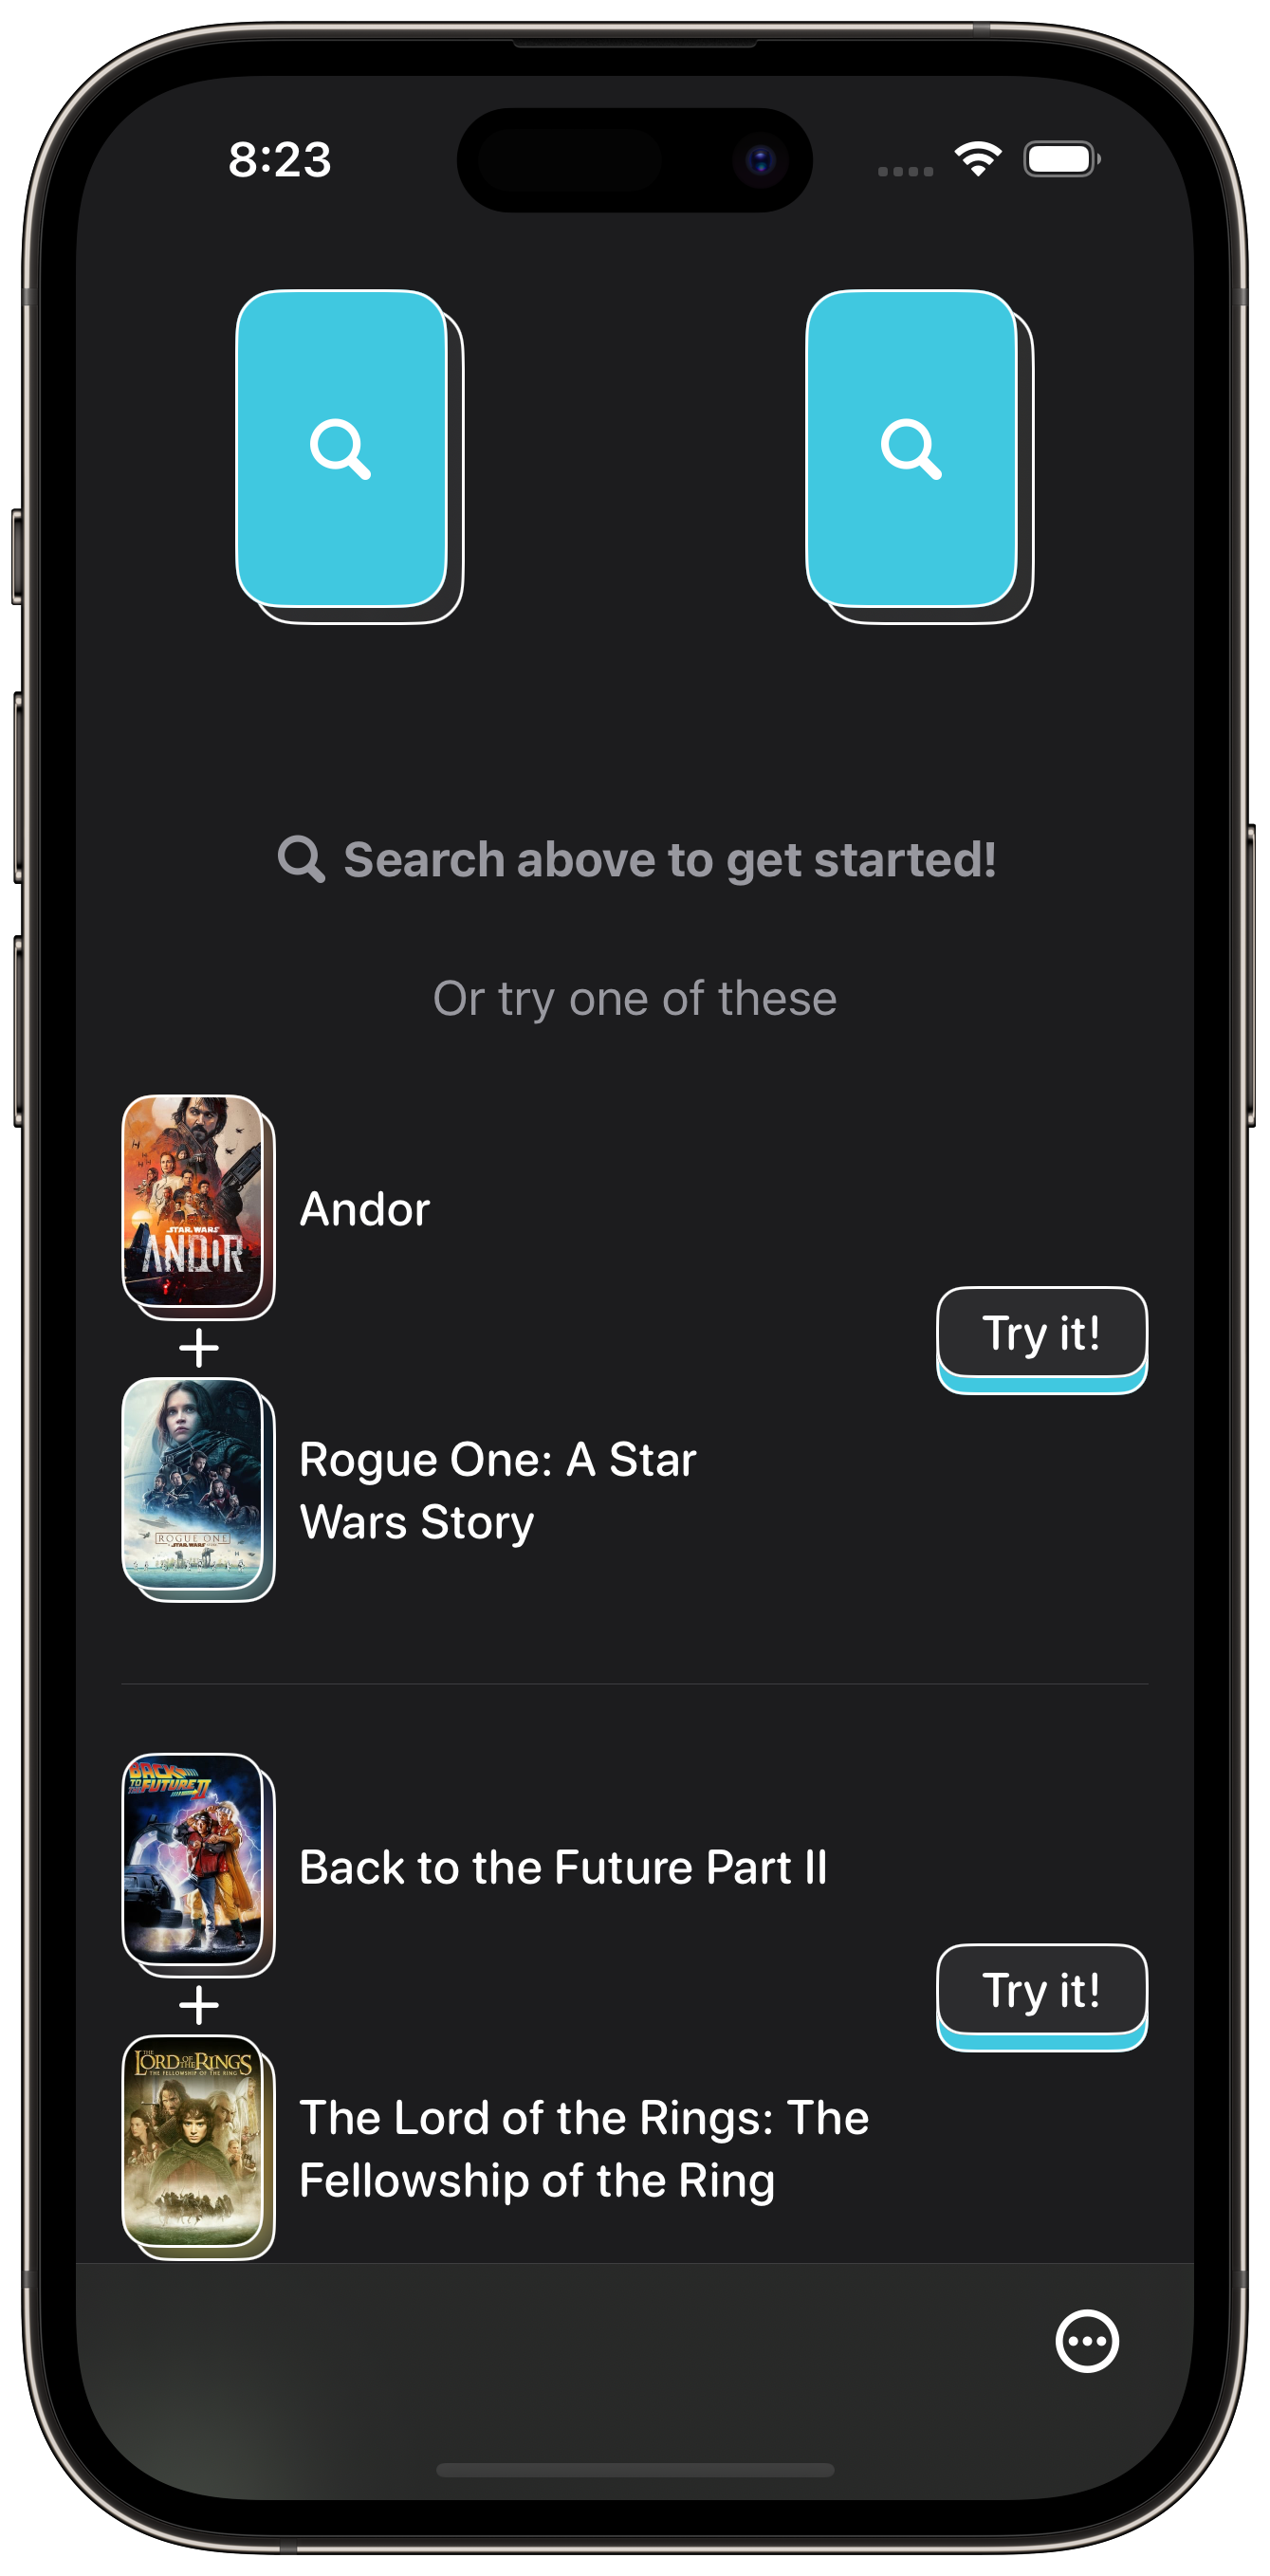 8:23
Search above to get started!
Or try one of these
STAR WARS
ANDOR
Andor
Try it!
Rogue One: A Star
Wars Story
ROGUE ONE
A STAR WARS STORY
BACK
TO THE FUTURE II
Back to the Future Part II
Try it!
THE
LORD OF THE RINGS
THE FELLOWSHIP OF THE RING
The Lord of the Rings: The
Fellowship of the Ring